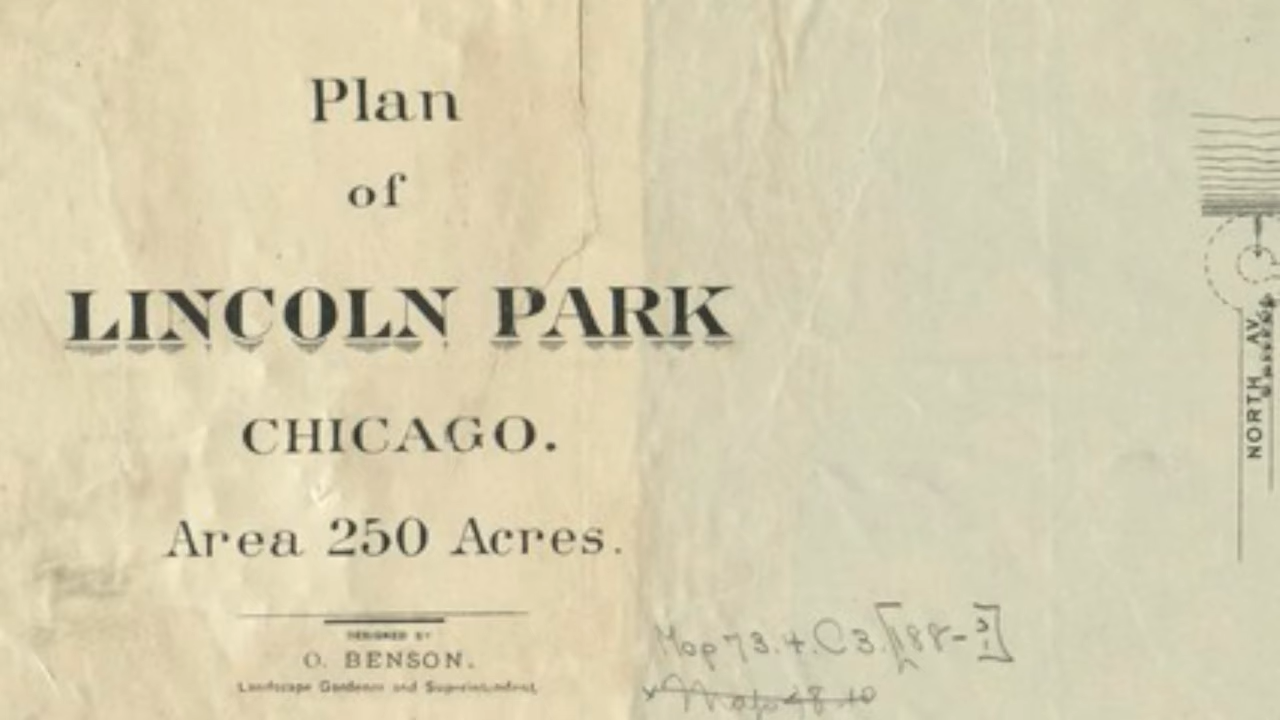 Plan
of
LINCOLN PARK
CHICAGO.
Area 250 Acres.
DESIGNED BY
O. BENSON.
Landscape Gardener and Superintendent.
Map 73.4.C3.
NORTH AV.